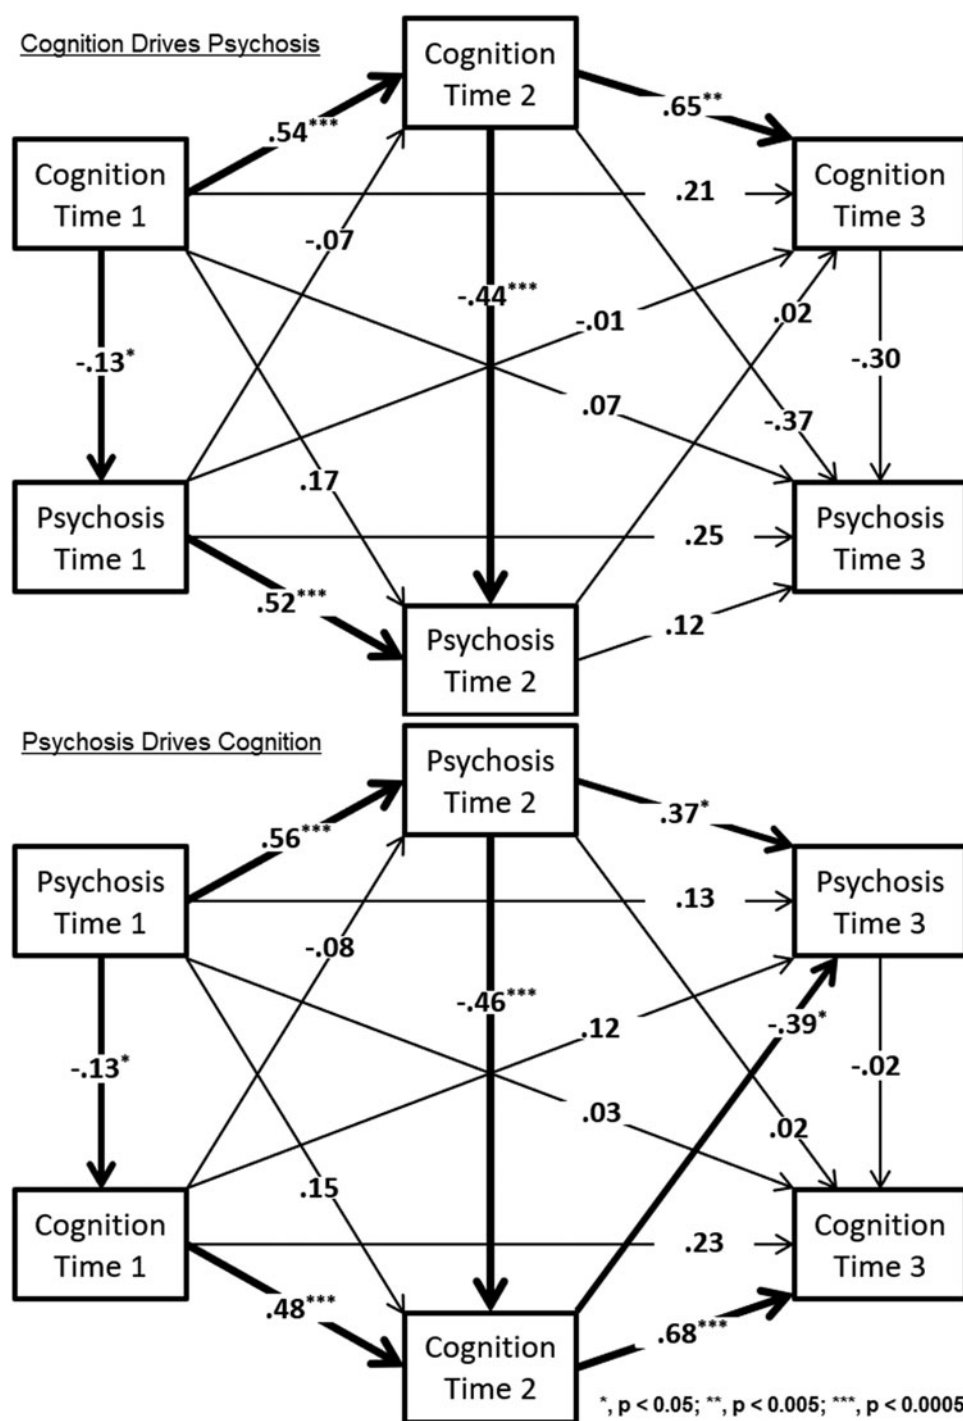 Cognition Drives Psychosis
Cognition
Time 2
.54***
.65**
Cognition
Time 1
.21
Cognition
Time 3
-.07
-.44***
-.01
.02
-.13*
-.30
.07
-.37
.17
Psychosis
Time 1
.25
Psychosis
Time 3
.52***
.12
Psychosis
Time 2
Psychosis Drives Cognition
Psychosis
Time 2
.56***
.37*
Psychosis
Time 1
.13
Psychosis
Time 3
-.08
-.46***
.12
-.39*
-.13*
-.02
.03
.02
.15
Cognition
Time 1
.23
Cognition
Time 3
.48***
.68***
Cognition
Time 2
*, p < 0.05; **, p < 0.005; ***, p < 0.0005